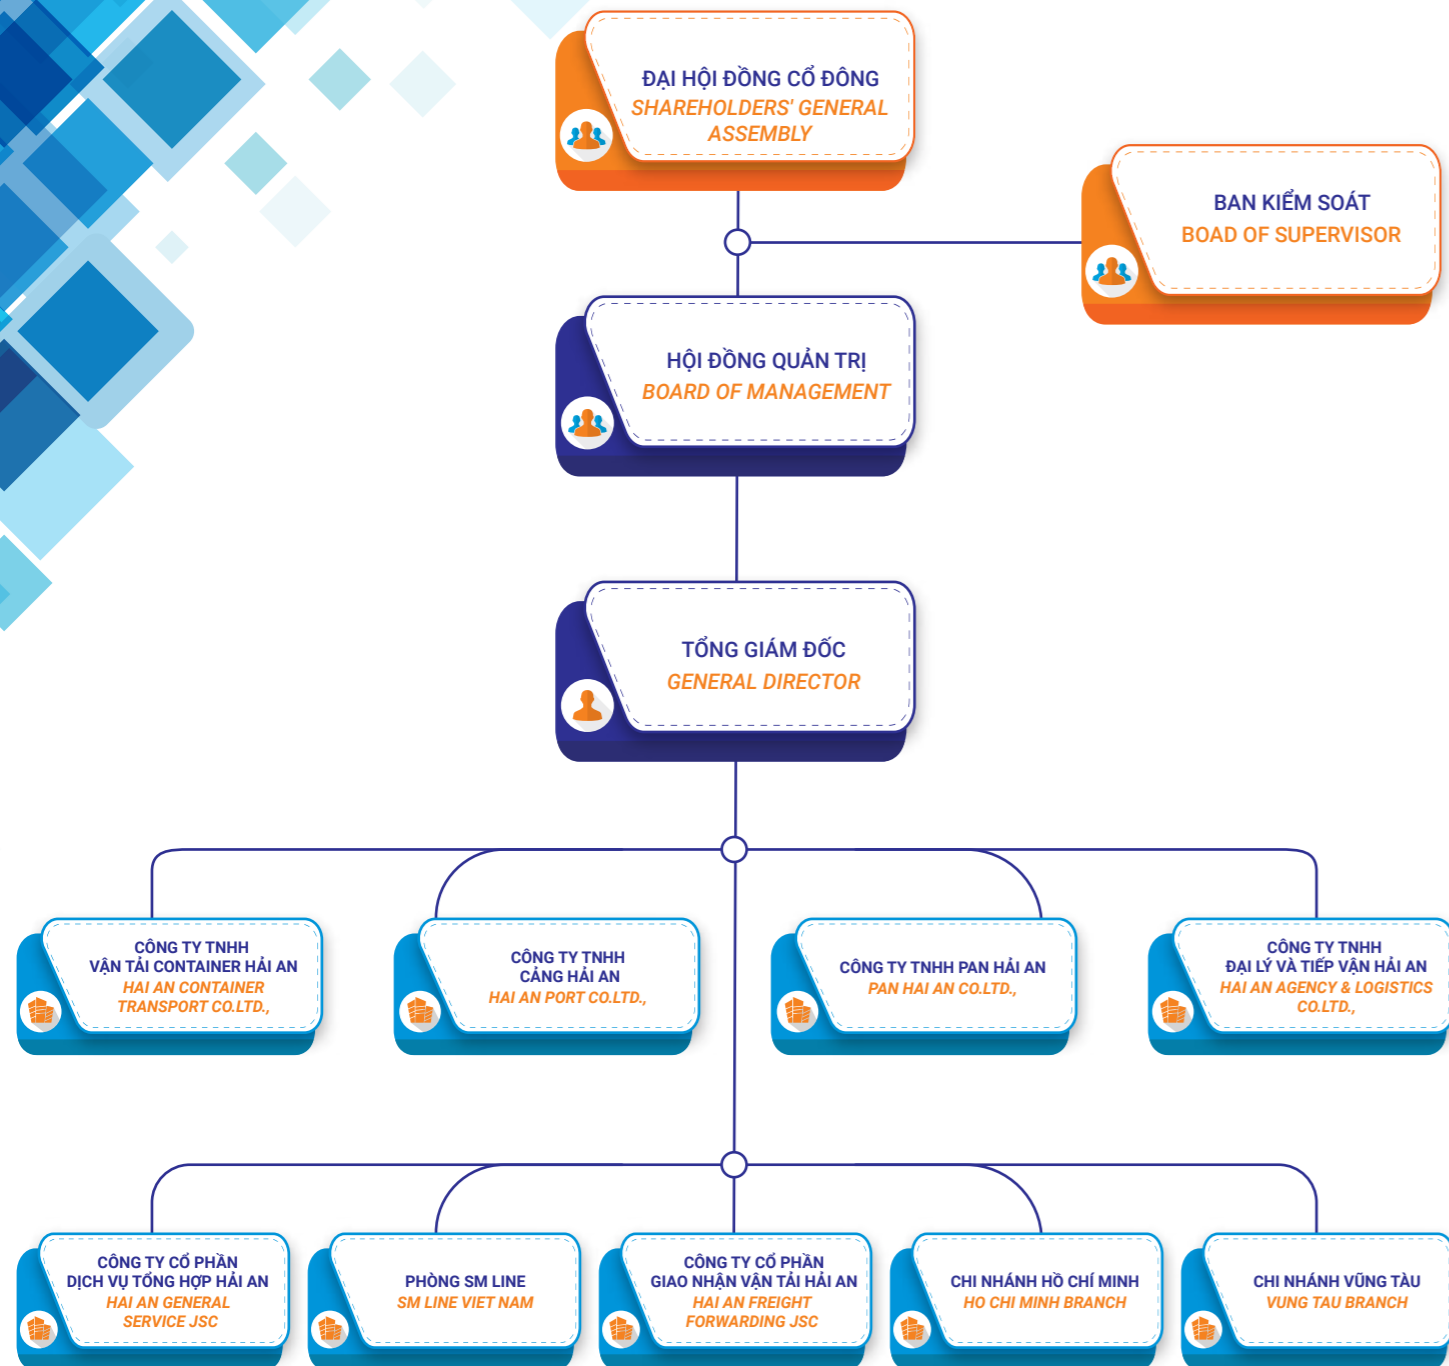 ĐẠI HỘI ĐỒNG CỔ ĐÔNG
SHAREHOLDERS' GENERAL
ASSEMBLY
BAN KIỂM SOÁT
BOAD OF SUPERVISOR
HỘI ĐỒNG QUẢN TRỊ
BOARD OF MANAGEMENT
TỔNG GIÁM ĐỐC
GENERAL DIRECTOR
CÔNG TY TNHH
VẬN TẢI CONTAINER HẢI AN
HAI AN CONTAINER
TRANSPORT CO.LTD.,
CÔNG TY TNHH
CẢNG HẢI AN
HAI AN PORT CO.LTD.,
CÔNG TY TNHH PAN HẢI AN
PAN HAI AN CO.LTD.,
CÔNG TY TNHH
ĐẠI LÝ VÀ TIẾP VẬN HẢI AN
HAI AN AGENCY & LOGISTICS
CO.LTD.,
CÔNG TY CỔ PHẦN
DỊCH VỤ TỔNG HỢP HẢI AN
HAI AN GENERAL
SERVICE JSC
PHÒNG SM LINE
SM LINE VIET NAM
CÔNG TY CỔ PHẦN
GIAO NHẬN VẬN TẢI HẢI AN
HAI AN FREIGHT
FORWARDING JSC
CHI NHÁNH HỒ CHÍ MINH
HO CHI MINH BRANCH
CHI NHÁNH VŨNG TÀU
VUNG TAU BRANCH